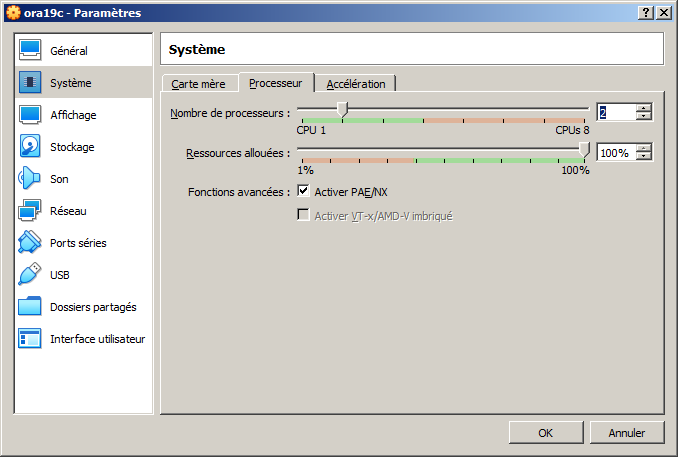 ora19c - Paramètres
Général
Système
Affichage
Stockage
Son
Réseau
Ports séries
USB
Dossiers partagés
Interface utilisateur
Système
Carte mère Processeur Accélération
Nombre de processeurs : 2
CPU 1 CPUs 8
Ressources allouées : 100%
1% 100%
Fonctions avancées : Activer PAE/NX
Activer VT-x/AMD-V imbriqué
OK Annuler